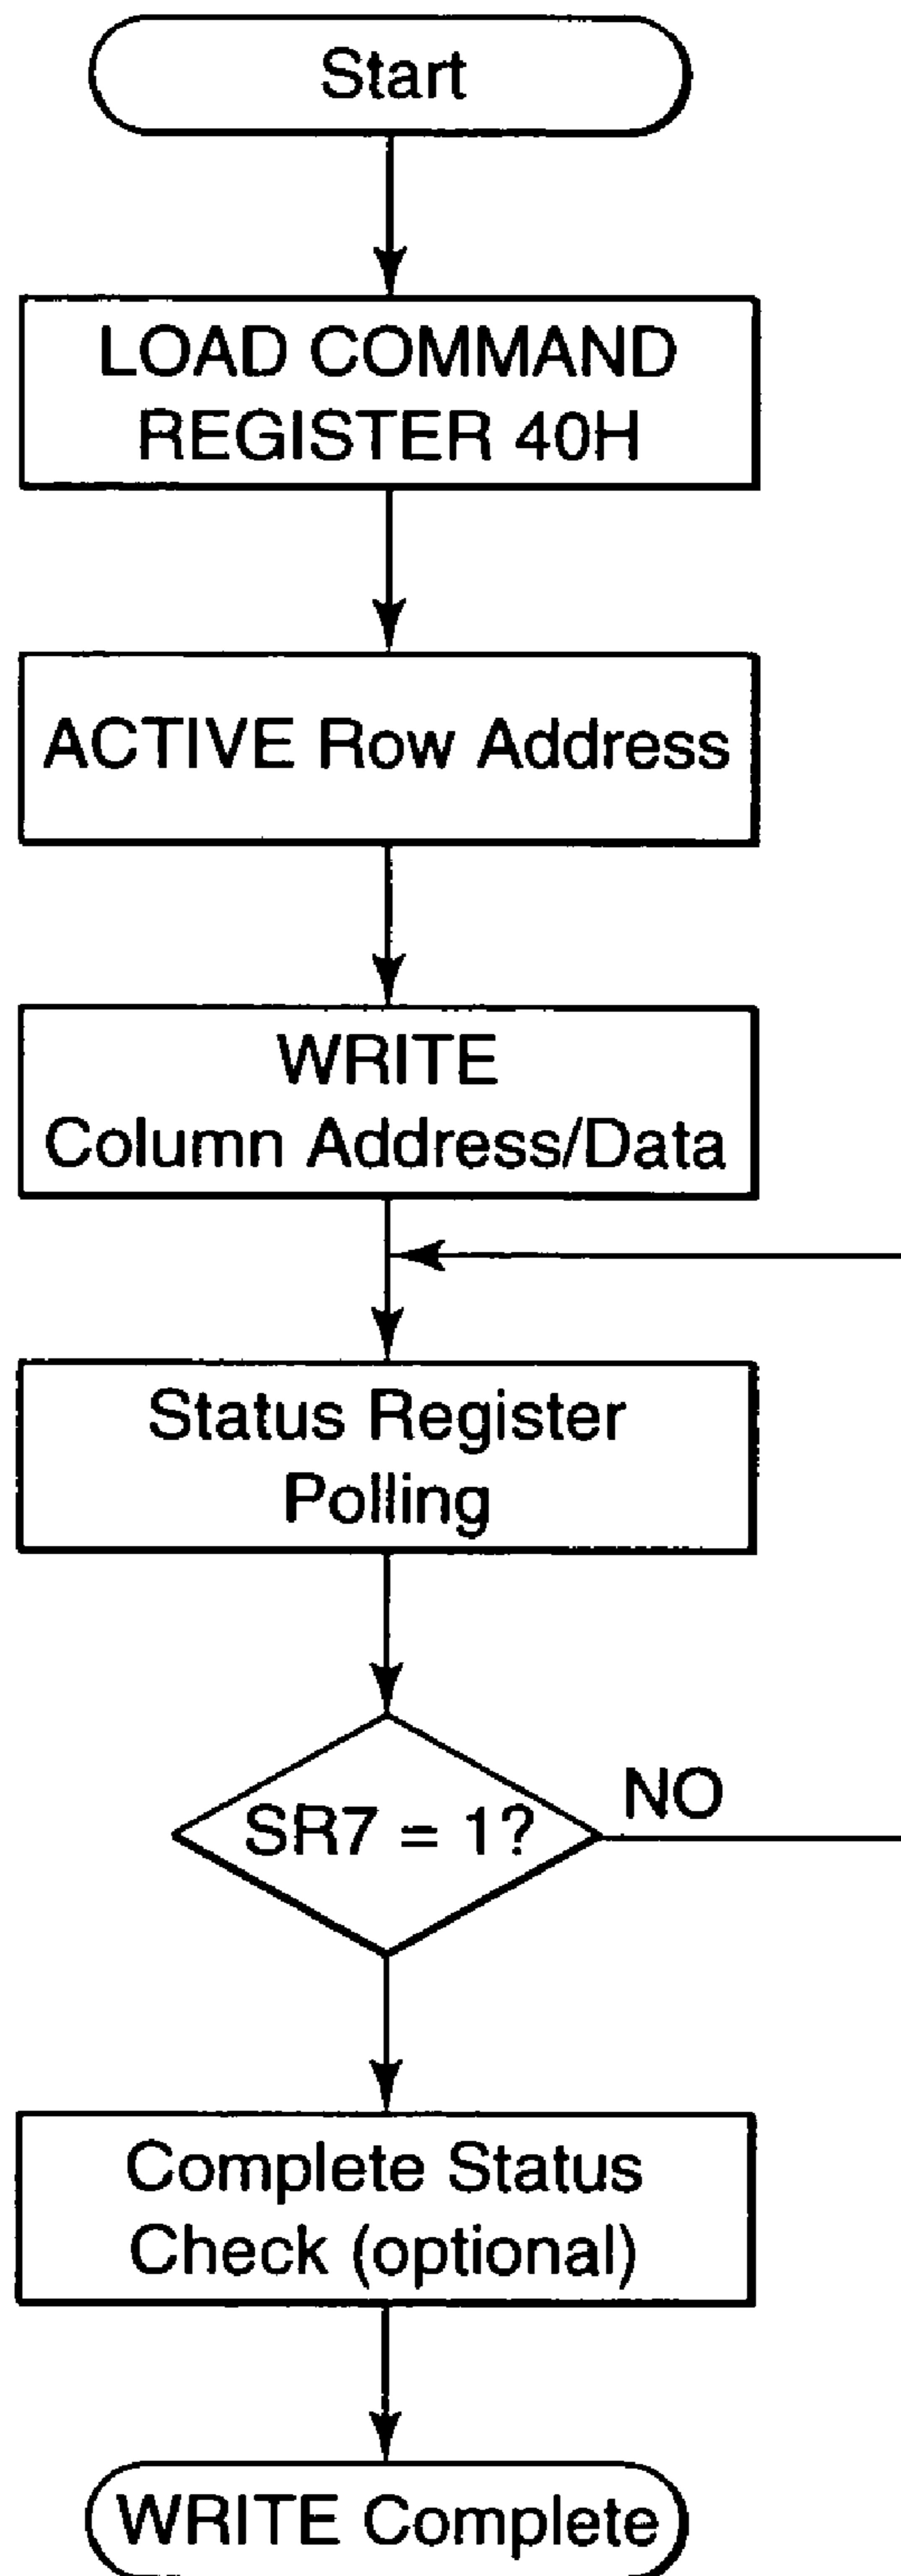 Start
LOAD COMMAND
REGISTER 40H
ACTIVE Row Address
WRITE
Column Address/Data
Status Register
Polling
SR7 = 1?
NO
Complete Status
Check (optional)
WRITE Complete